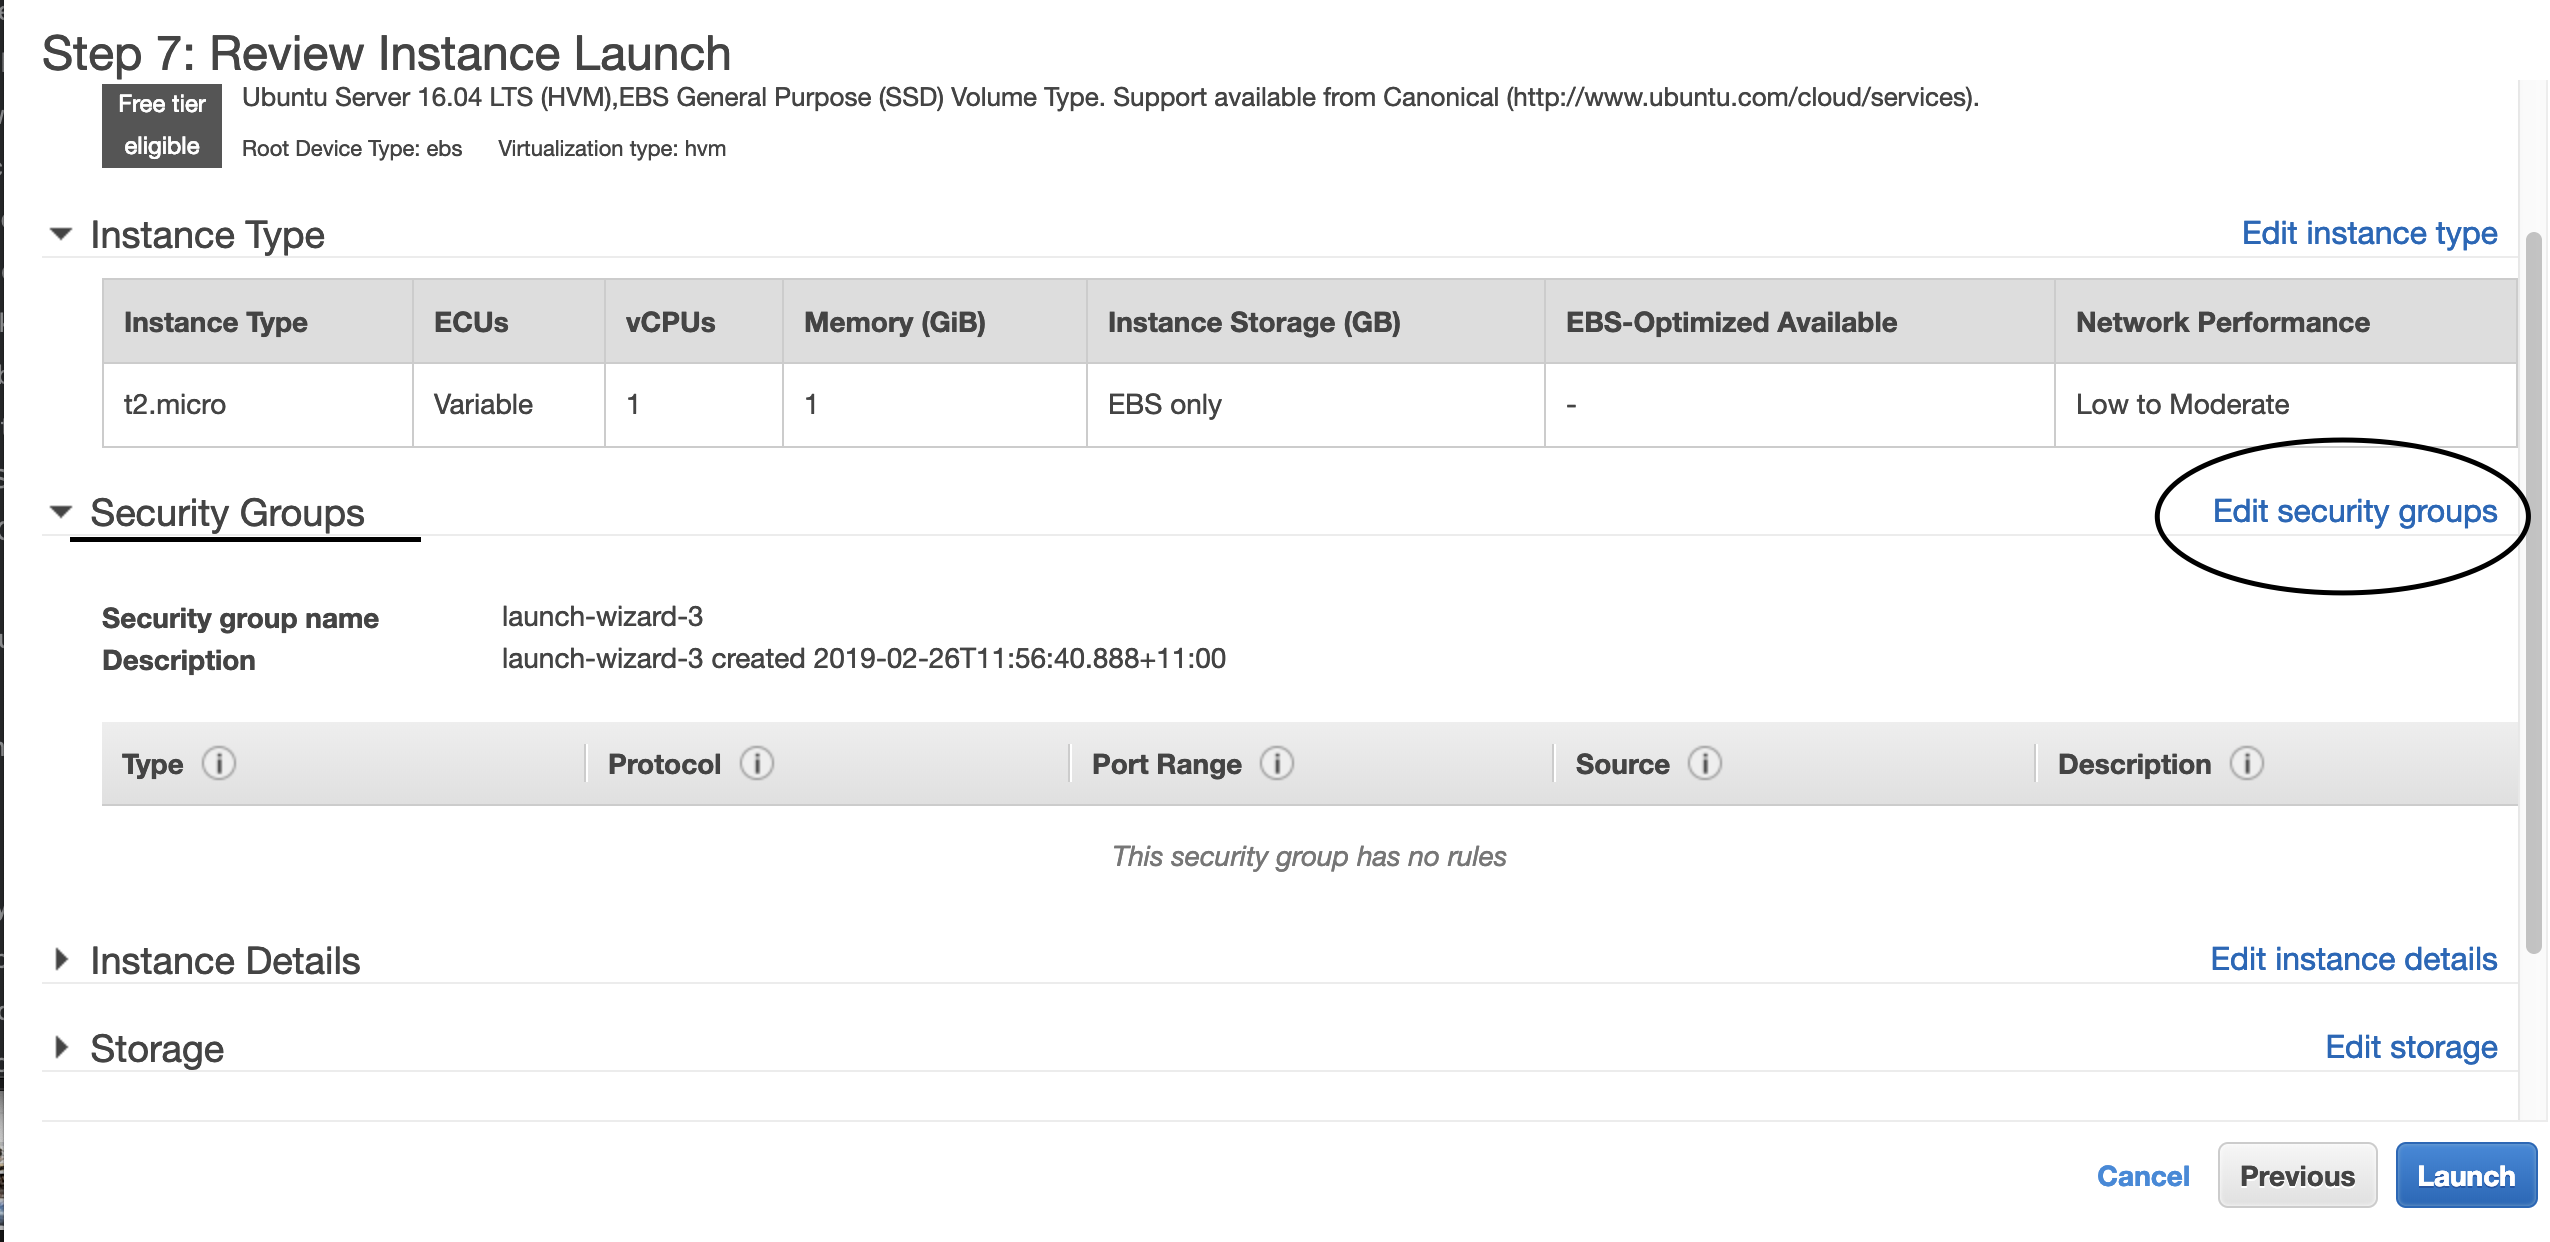 Step 7: Review Instance Launch
Free tier eligible
Ubuntu Server 16.04 LTS (HVM),EBS General Purpose (SSD) Volume Type. Support available from Canonical (http://www.ubuntu.com/cloud/services).
Root Device Type: ebs Virtualization type: hvm
Instance Type Edit instance type
Instance Type ECUs vCPUs Memory (GiB) Instance Storage (GB) EBS-Optimized Available Network Performance
t2.micro Variable 1 1 EBS only - Low to Moderate
Security Groups Edit security groups
Security group name launch-wizard-3
Description launch-wizard-3 created 2019-02-26T11:56:40.888+11:00
Type Protocol Port Range Source Description
This security group has no rules
Instance Details Edit instance details
Storage Edit storage
Cancel Previous Launch